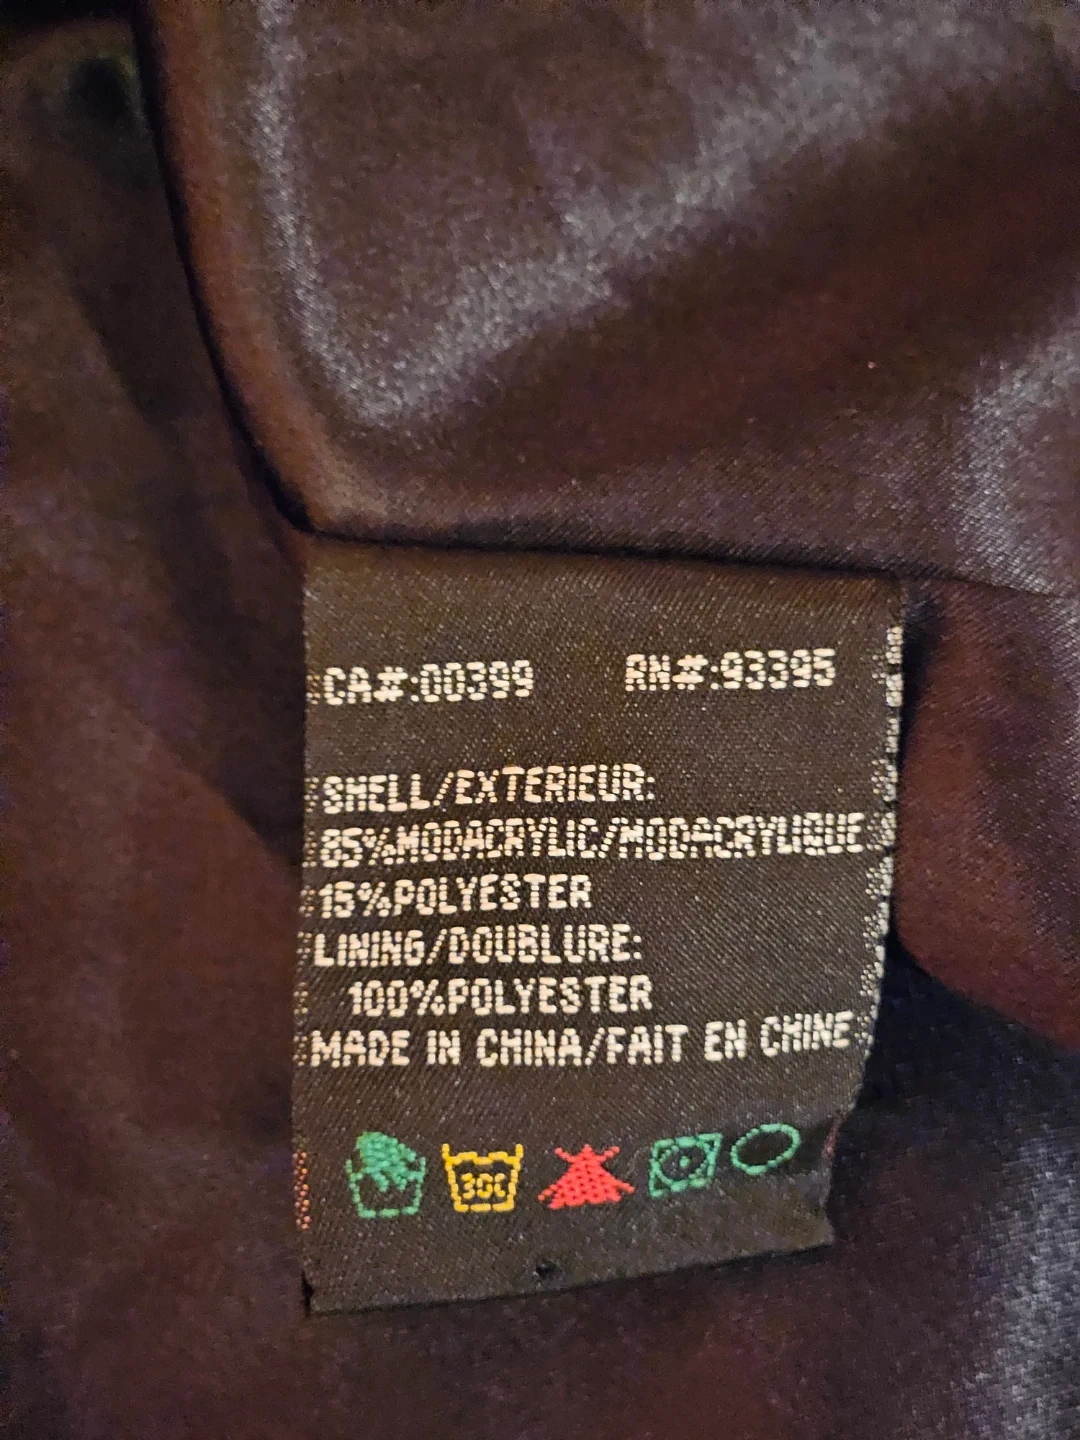 CA#:00399 RN#:93395
SHELL/EXTERIEUR:
85%MODACRYLIC/MODACRYLIQUE
15%POLYESTER
LINING/DOUBLURE:
100%POLYESTER
MADE IN CHINA/FAIT EN CHINE
30C